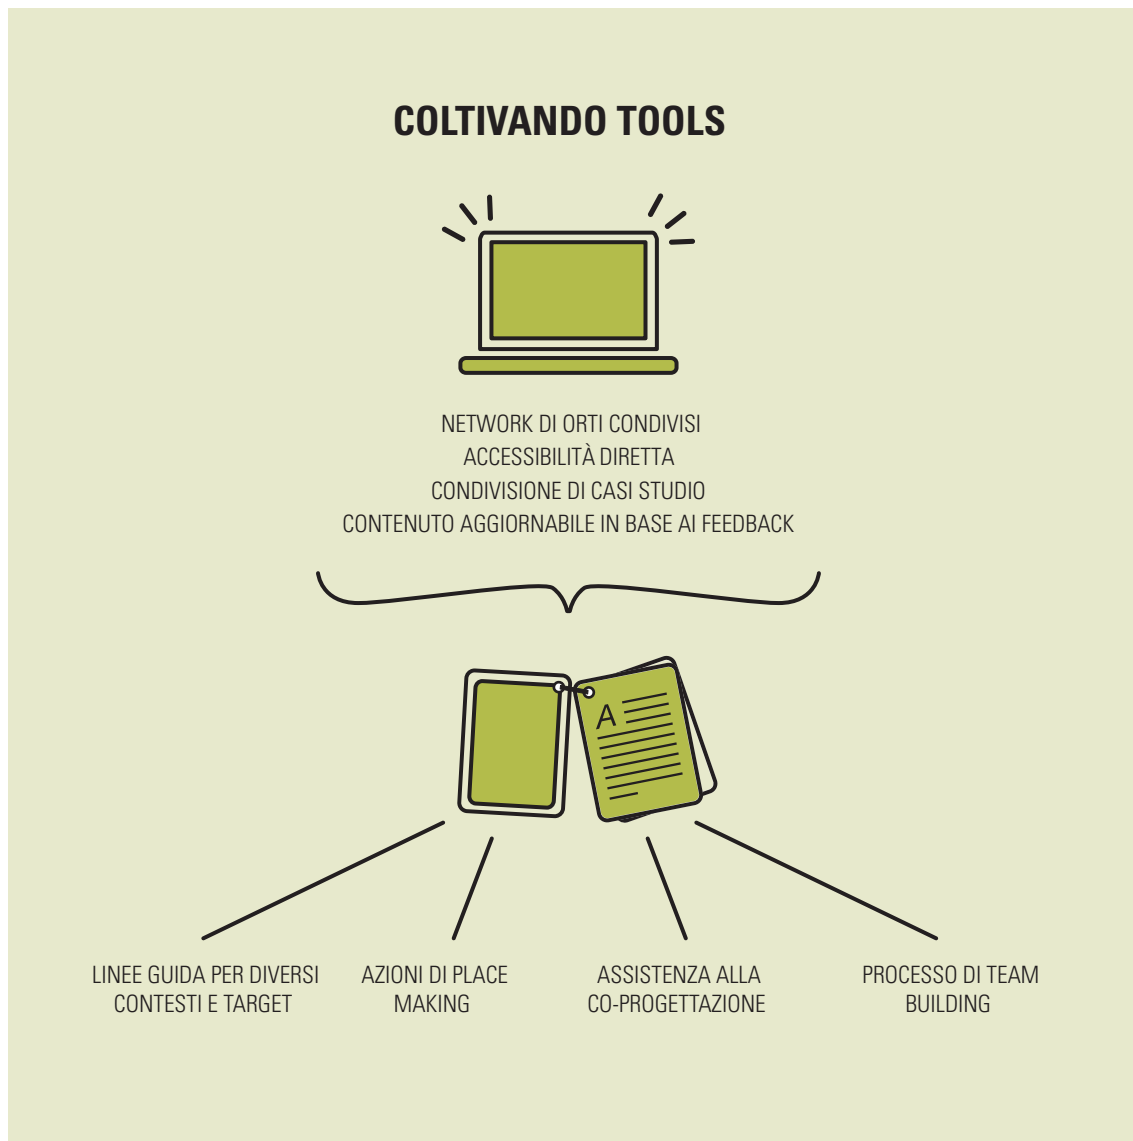 COLTIVANDO TOOLS
NETWORK DI ORTI CONDIVISI
ACCESSIBILITÀ DIRETTA
CONDIVISIONE DI CASI STUDIO
CONTENUTO AGGIORNABILE IN BASE AI FEEDBACK
A
LINEE GUIDA PER DIVERSI
CONTESTI E TARGET
AZIONI DI PLACE
MAKING
ASSISTENZA ALLA
CO-PROGETTAZIONE
PROCESSO DI TEAM
BUILDING